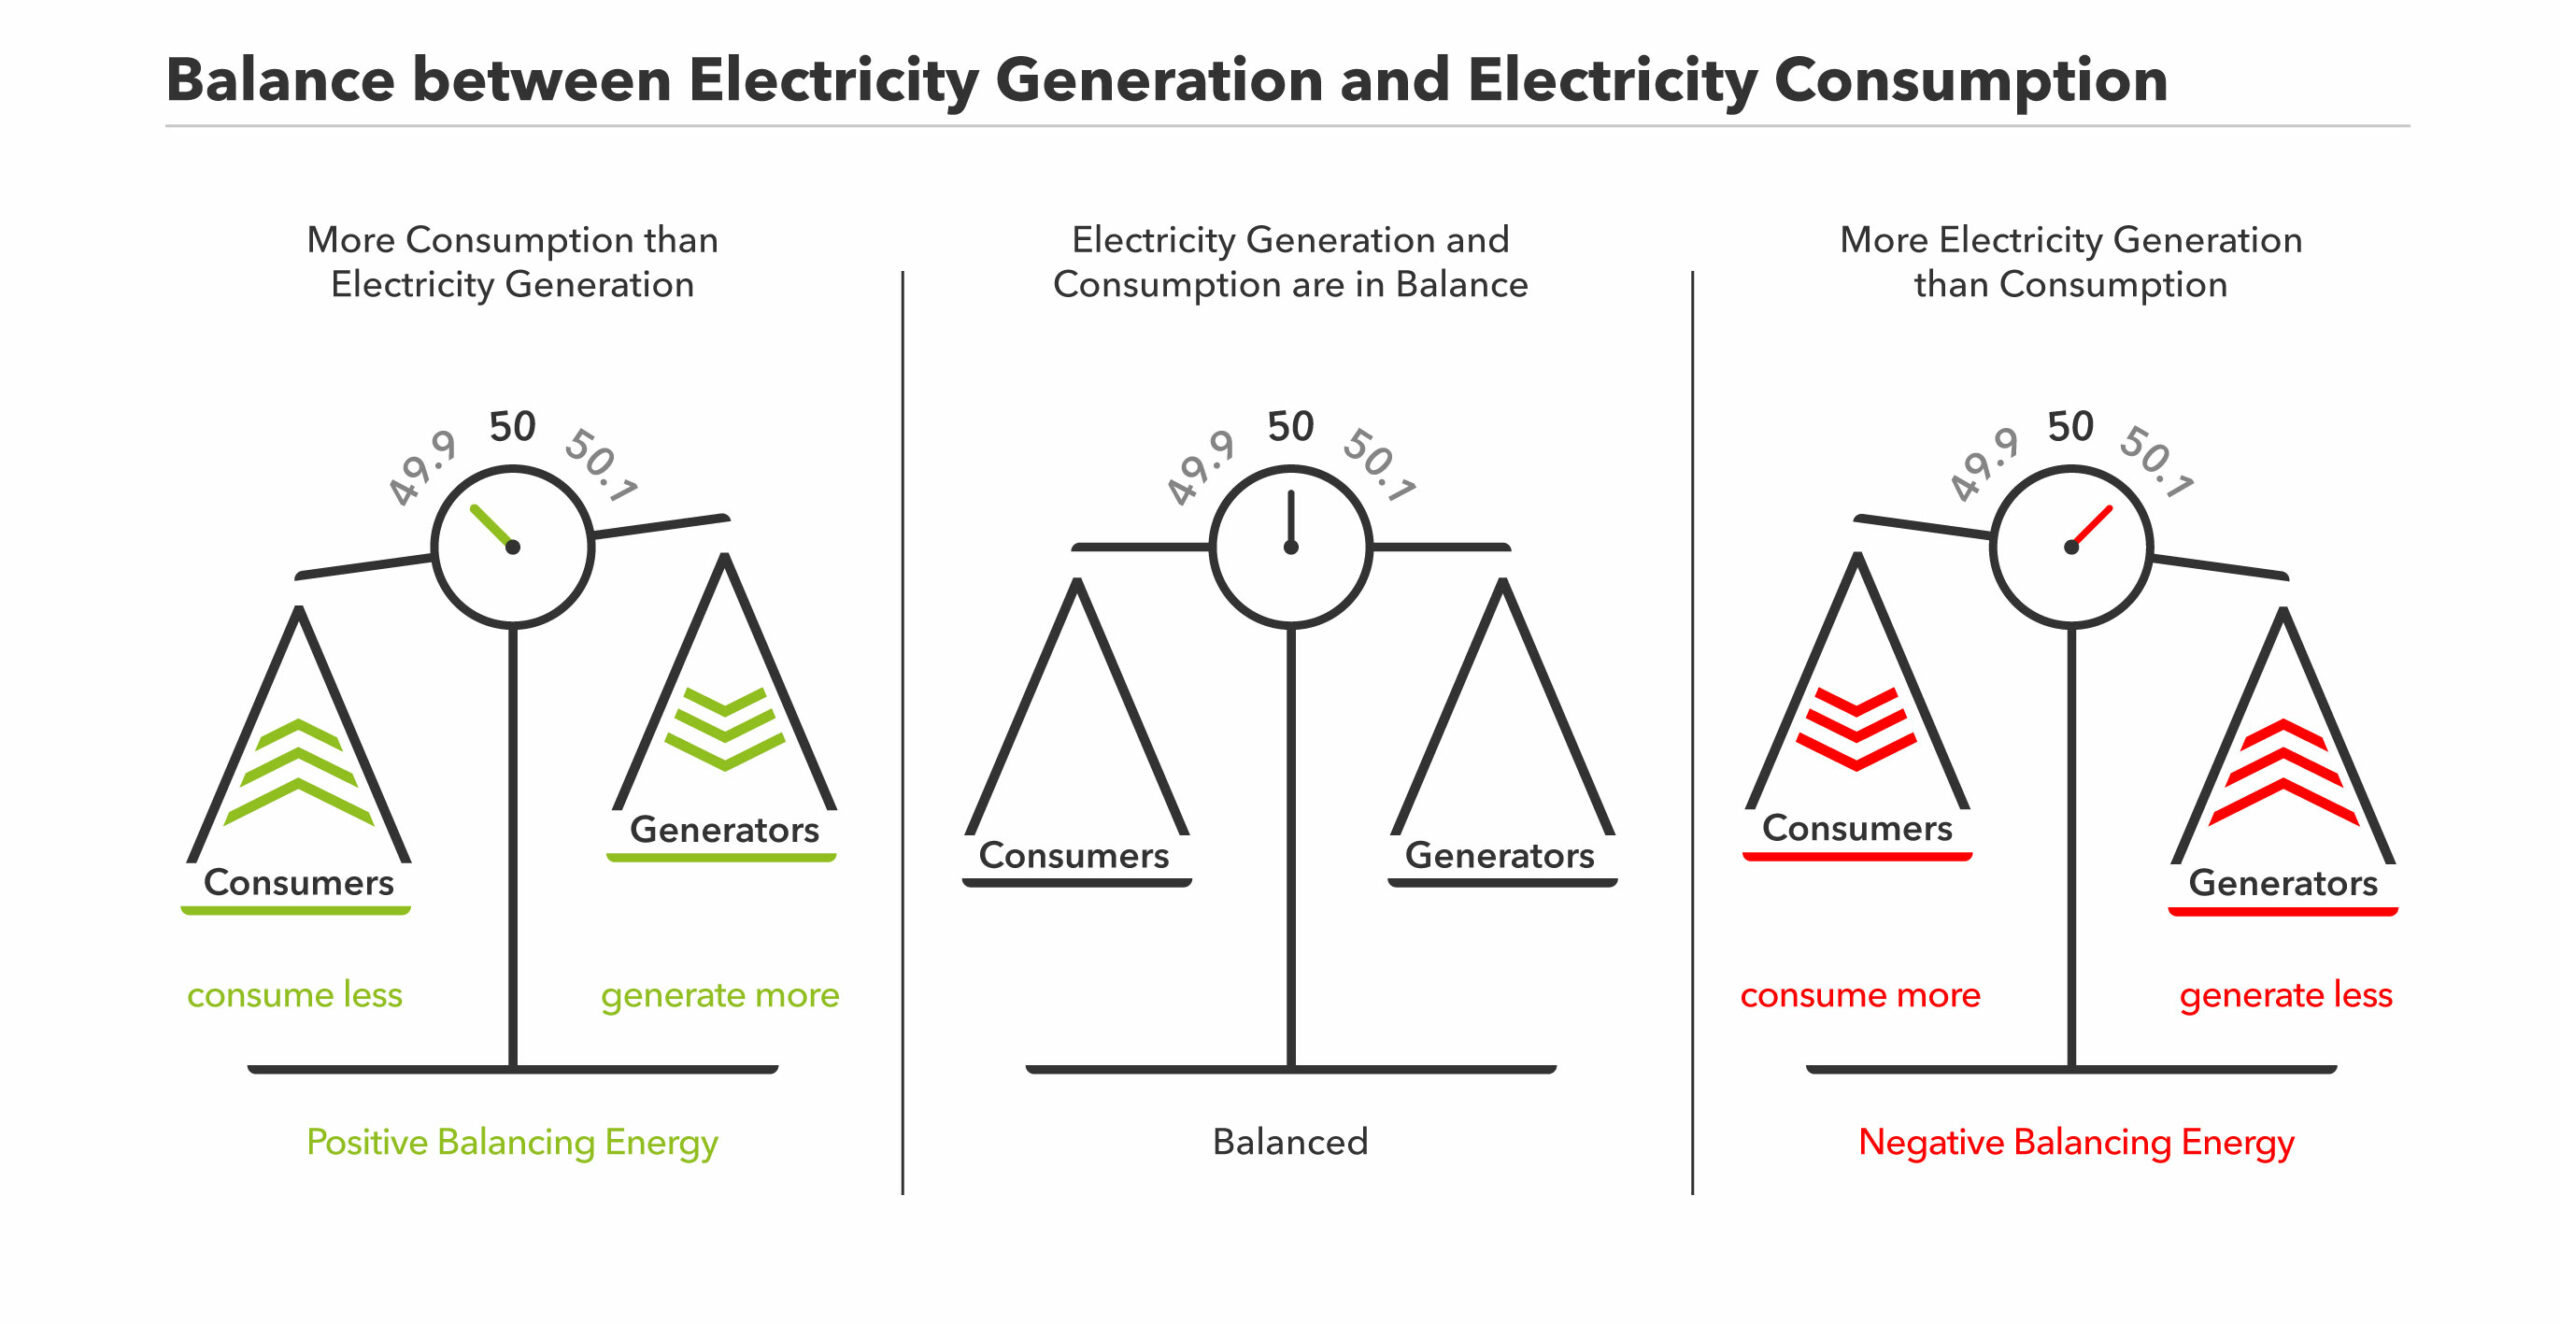 Balance between Electricity Generation and Electricity Consumption
More Consumption than
Electricity Generation
49.9
50
50.1
Generators
Consumers
consume less
generate more
Positive Balancing Energy
Electricity Generation and
Consumption are in Balance
49.9
50
50.1
Consumers
Generators
Balanced
More Electricity Generation
than Consumption
49.9
50
50.1
Consumers
Generators
consume more
generate less
Negative Balancing Energy